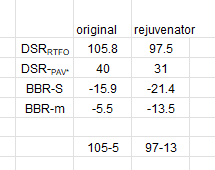 original rejuvenator
DSRRTFO 105.8 97.5
DSR-PAV* 40 31
BBR-S -15.9 -21.4
BBR-m -5.5 -13.5
105-5 97-13